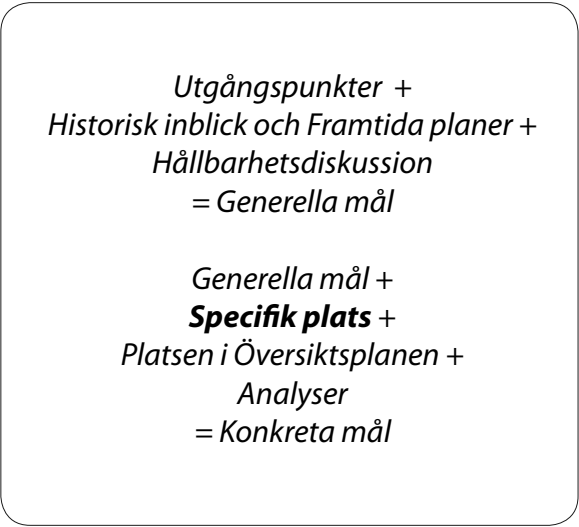 Utgångspunkter +
Historisk inblick och Framtida planer +
Hållbarhetsdiskussion
= Generella mål
Generella mål +
Specifik plats +
Platsen i Översiktsplanen +
Analyser
= Konkreta mål